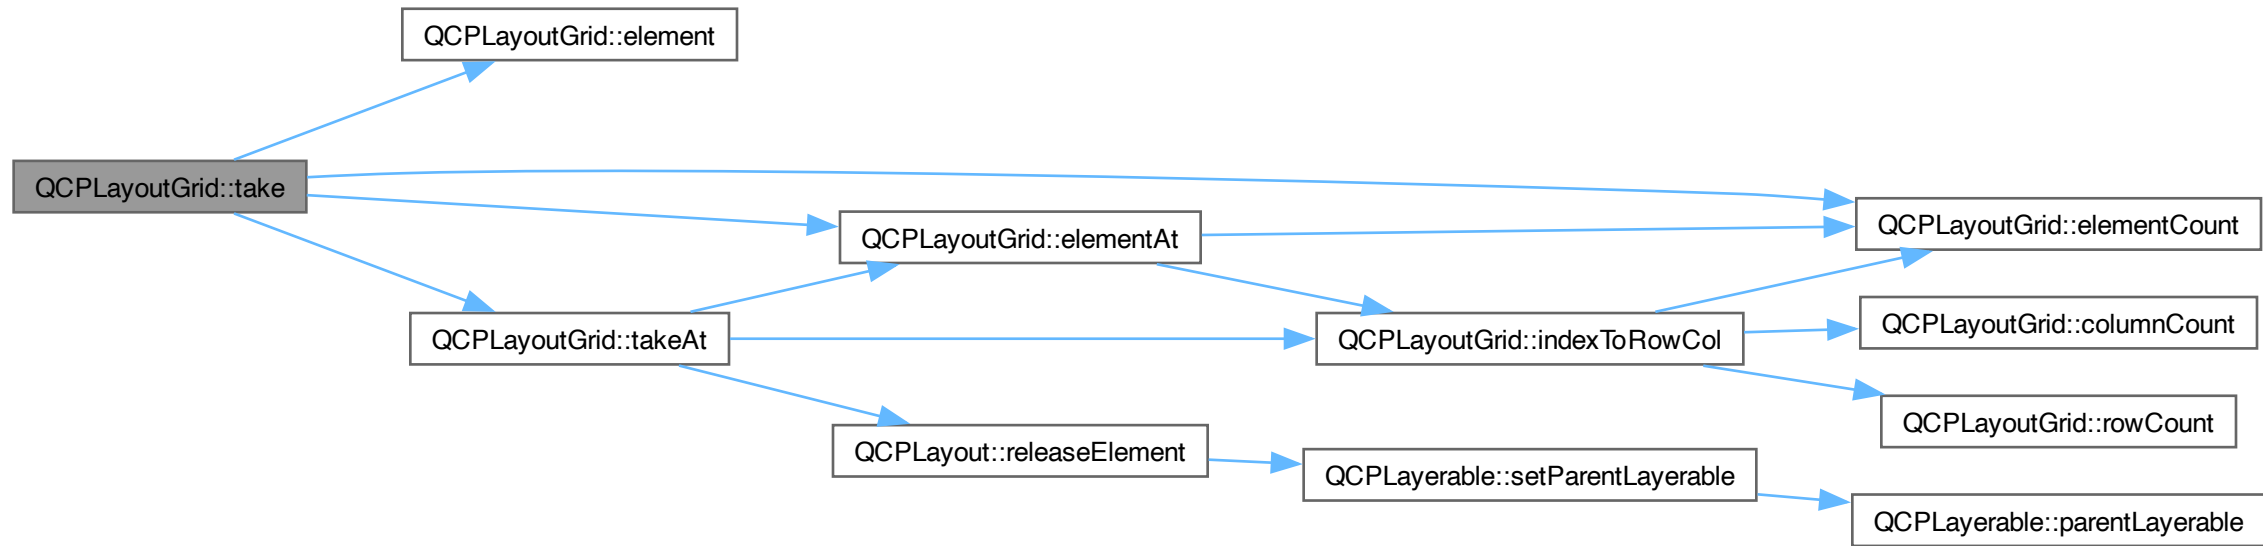 QCPLayoutGrid::element
QCPLayoutGrid::take
QCPLayoutGrid::elementAt
QCPLayoutGrid::elementCount
QCPLayoutGrid::takeAt
QCPLayoutGrid::indexToRowCol
QCPLayoutGrid::columnCount
QCPLayoutGrid::rowCount
QCPLayout::releaseElement
QCPLayerable::setParentLayerable
QCPLayerable::parentLayerable